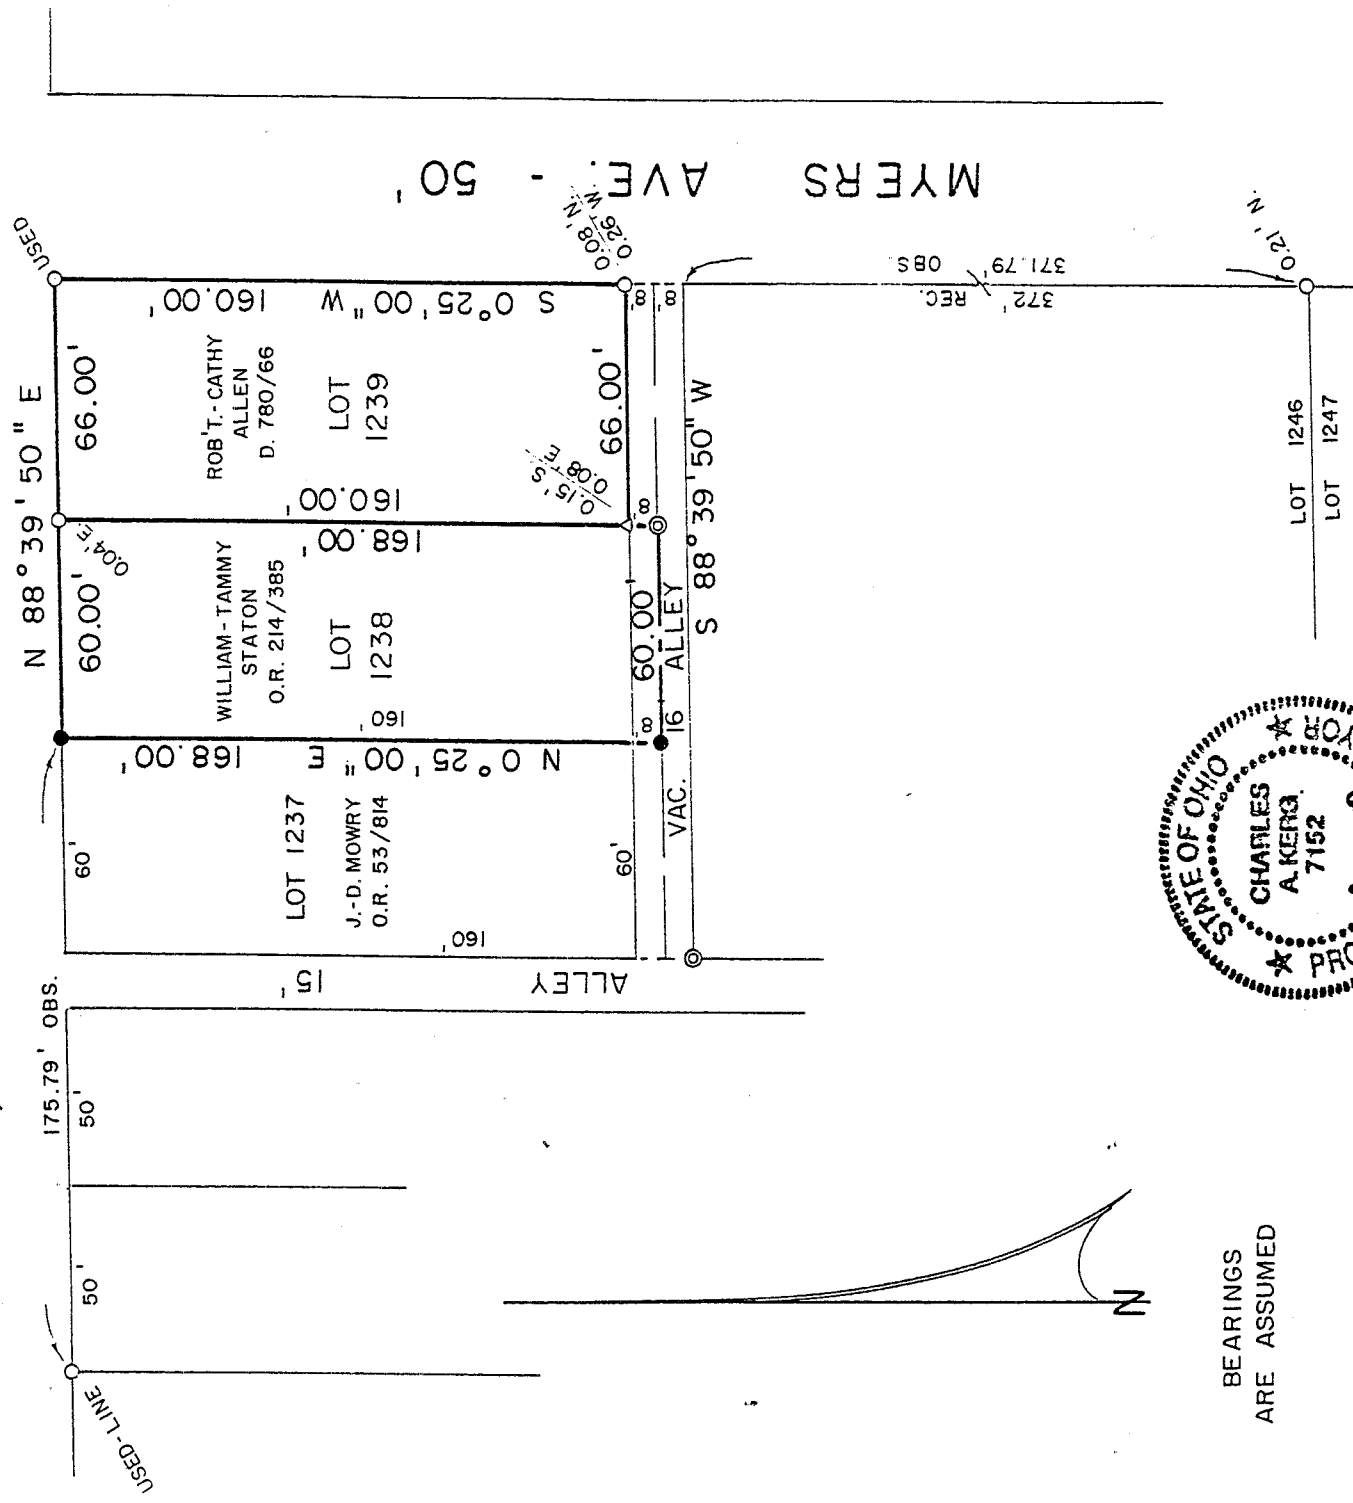 MYERS AVE. - 50'
USED
N 88°39'50" E
66.00'
60.00'
S 0°25'00" W 160.00'
ROB'T.-CATHY
ALLEN
D. 780/66
LOT
1239
66.00'
0.08' N.
0.26' W.
8'
8'
160.00'
168.00'
0.15' S
0.08' E
8'
0.04' E.
WILLIAM-TAMMY
STATON
O.R. 214/385
LOT
1238
160'
60.00'
8'
N 0°25'00" E 168.00'
VAC. 16' ALLEY
S 88°39'50" W
372' REC.
371.79' OBS.
0.21' N.
LOT 1246
LOT 1247
LOT 1237
J.-D. MOWRY
O.R. 53/814
60'
60'
160'
ALLEY 15'
175.79' OBS.
50'
50'
USED-LINE
N
BEARINGS
ARE ASSUMED
STATE OF OHIO
CHARLES
A. KERG.
7152